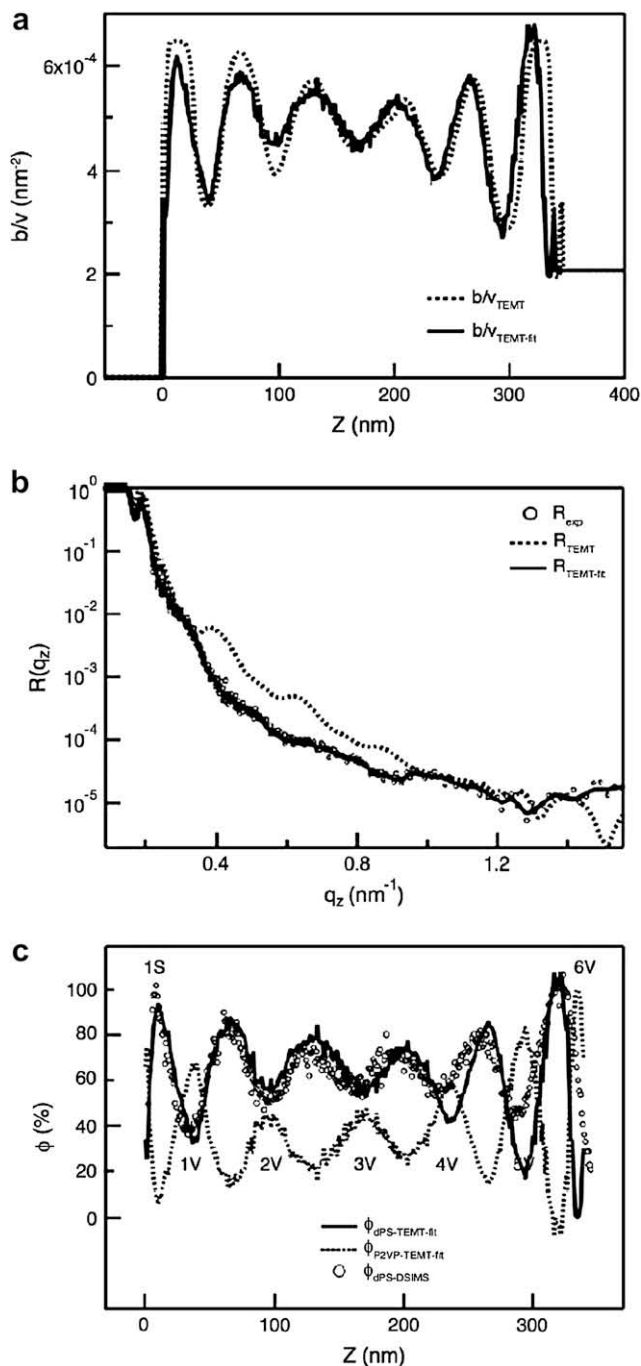 a
6x10⁻⁴
4
2
0
b/v (nm⁻²)
b/v_TEMT
b/v_TEMT-fit
0 100 200 300 400
Z (nm)
b
10⁰
10⁻¹
10⁻²
10⁻³
10⁻⁴
10⁻⁵
R(q_z)
R_exp
R_TEMT
R_TEMT-fit
0.4 0.8 1.2
q_z (nm⁻¹)
c
1S 6V
100
80
60
40
20
0
ϕ (%)
1V 2V 3V 4V 5V
ϕ_dPS-TEMT-fit
ϕ_P2VP-TEMT-fit
ϕ_dPS-DSIMS
0 100 200 300
Z (nm)